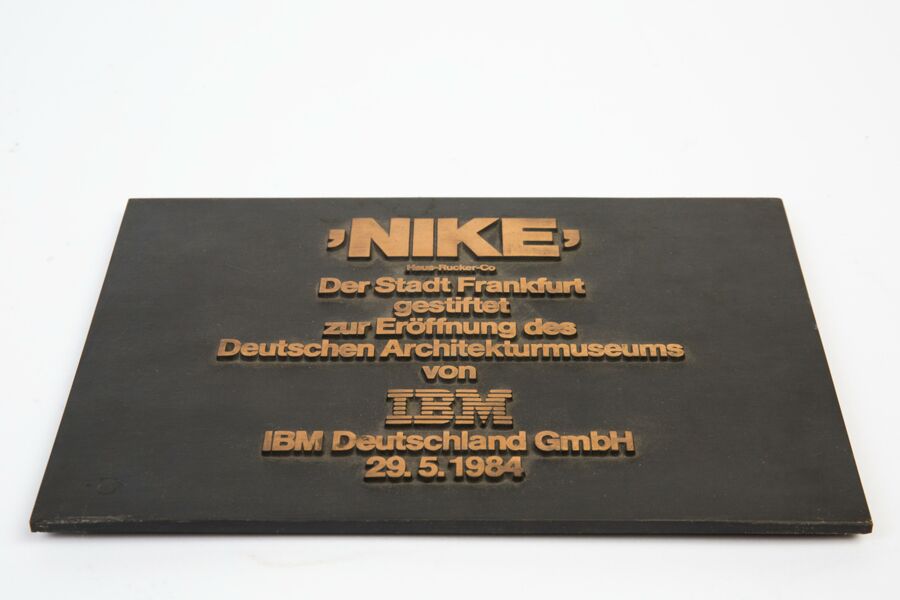 ‚NIKE‚
Haus-Rucker-Co
Der Stadt Frankfurt
gestiftet
zur Eröffnung des
Deutschen Architekturmuseums
von
IBM
IBM Deutschland GmbH
29. 5. 1984